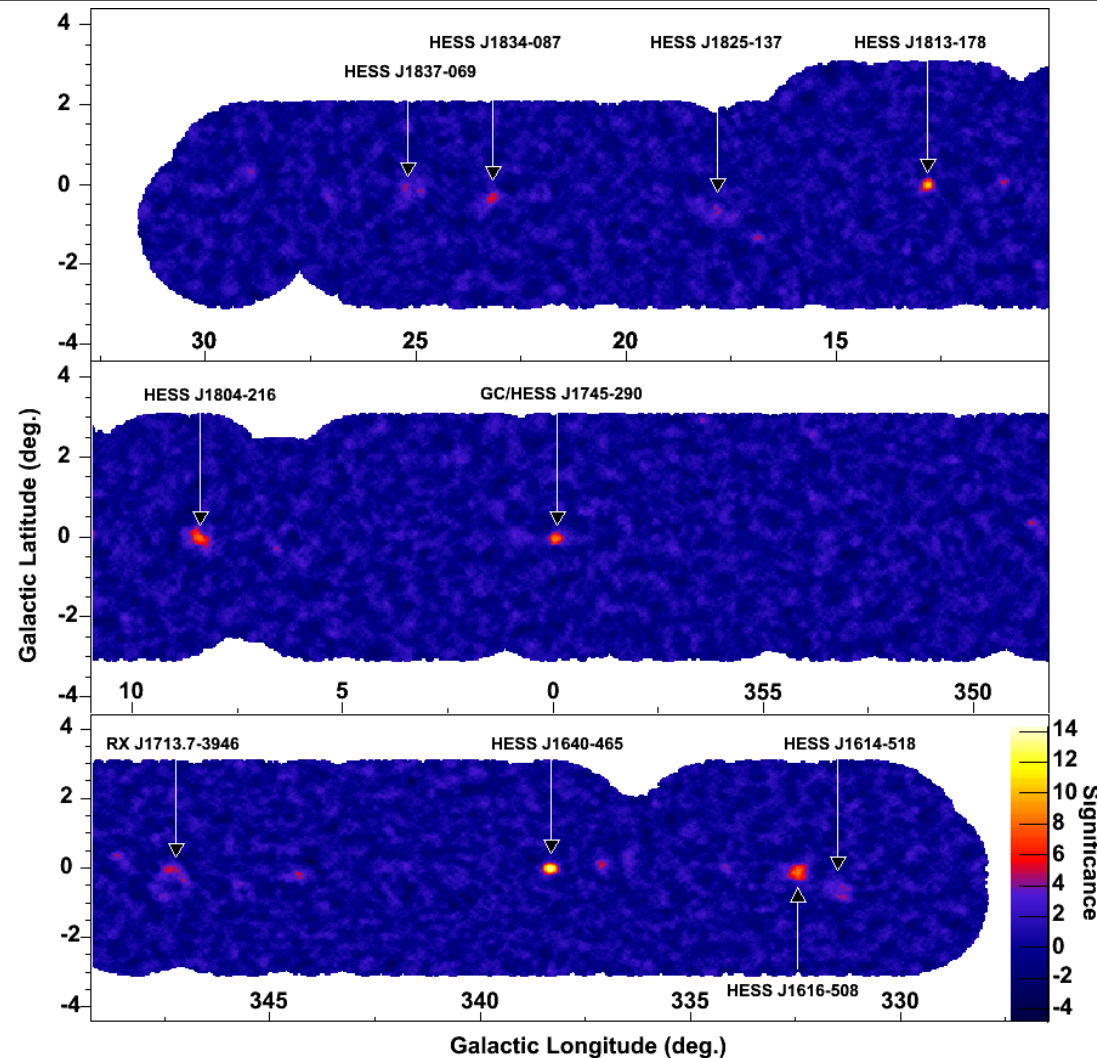 HESS J1834-087
HESS J1825-137
HESS J1813-178
HESS J1837-069
4
2
0
-2
-4
30
25
20
15
HESS J1804-216
GC/HESS J1745-290
4
2
0
-2
-4
10
5
0
355
350
Galactic Latitude (deg.)
RX J1713.7-3946
HESS J1640-465
HESS J1614-518
HESS J1616-508
4
2
0
-2
-4
345
340
335
330
14
12
10
8
6
4
2
0
-2
-4
Significance
Galactic Longitude (deg.)